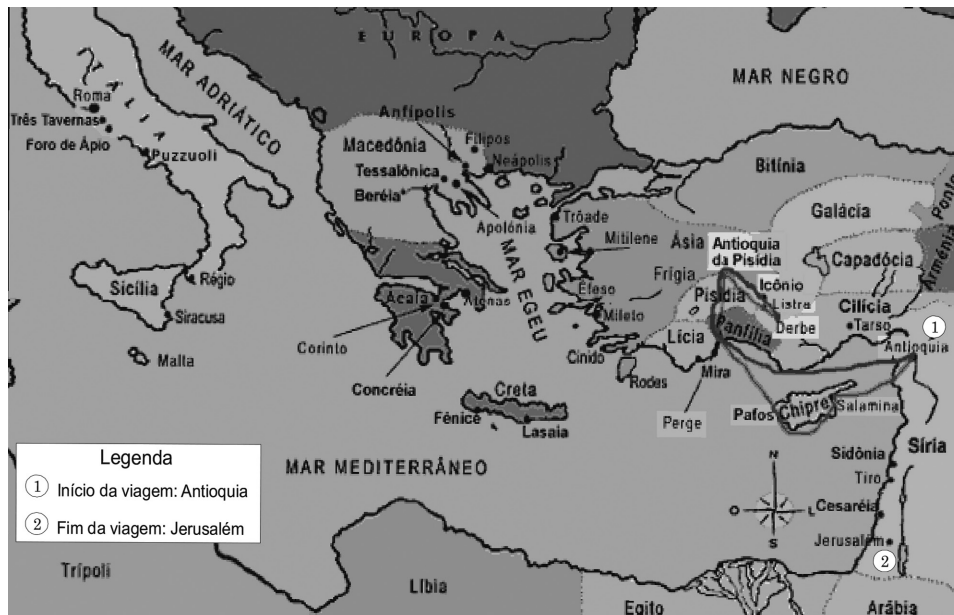 EUROPA
MAR NEGRO
MAR ADRIÁTICO
ITÁLIA
Roma
Três Tavernas
Foro de Ápio
Puzzuoli
Anfípolis
Macedônia
Filipos
Neápolis
Tessalônica
Beréia
Apolónia
Trôade
Mitilene
MAR EGEU
Bitínia
Galácia
Ponto
Armênia
Capadócia
Ásia
Frígia
Antioquia
da Pisídia
Pisídia
Icônio
Listra
Derbe
Cilícia
Tarso
1
Antioquia
Panfília
Lícia
Mira
Perge
Éfeso
Mileto
Cnido
Rodes
Sicília
Régio
Siracusa
Malta
Acaia
Atenas
Corinto
Concréia
Creta
Fênice
Lasaia
Pafos
Chipre
Salamina
Síria
Sidônia
Tiro
Cesaréia
Jerusalém
2
MAR MEDITERRÂNEO
N
O
L
S
Legenda
1 Início da viagem: Antioquia
2 Fim da viagem: Jerusalém
Trípoli
Líbia
Egito
Arábia